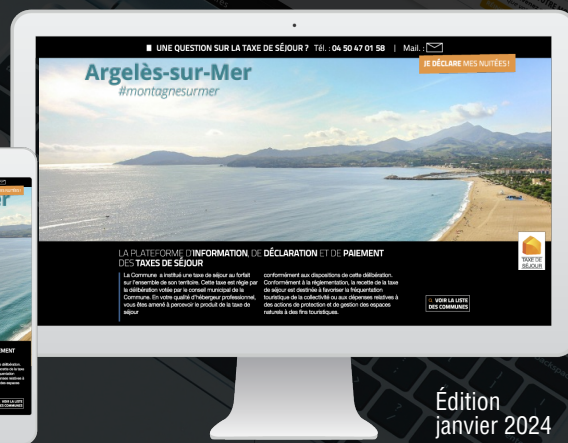 UNE QUESTION SUR LA TAXE DE SÉJOUR ? Tél. : 04 50 47 01 58 | Mail. :
JE DÉCLARE MES NUITÉES !
Argelès-sur-Mer
#montagnesurmer
TAXE DE
SÉJOUR
LA PLATEFORME D'INFORMATION, DE DÉCLARATION ET DE PAIEMENT
DES TAXES DE SÉJOUR
La Commune a institué une taxe de séjour au forfait
sur l'ensemble de son territoire. Cette taxe est régie par
la délibération votée par le conseil municipal de la
Commune. En votre qualité d'hébergeur professionnel,
vous êtes amené à percevoir le produit de la taxe de
séjour
conformément aux dispositions de cette délibération.
Conformément à la réglementation, la recette de la taxe
de séjour est destinée à favoriser la fréquentation
touristique de la collectivité ou aux dépenses relatives à
des actions de protection et de gestion des espaces
naturels à des fins touristiques.
VOIR LA LISTE
DES COMMUNES
Édition
janvier 2024